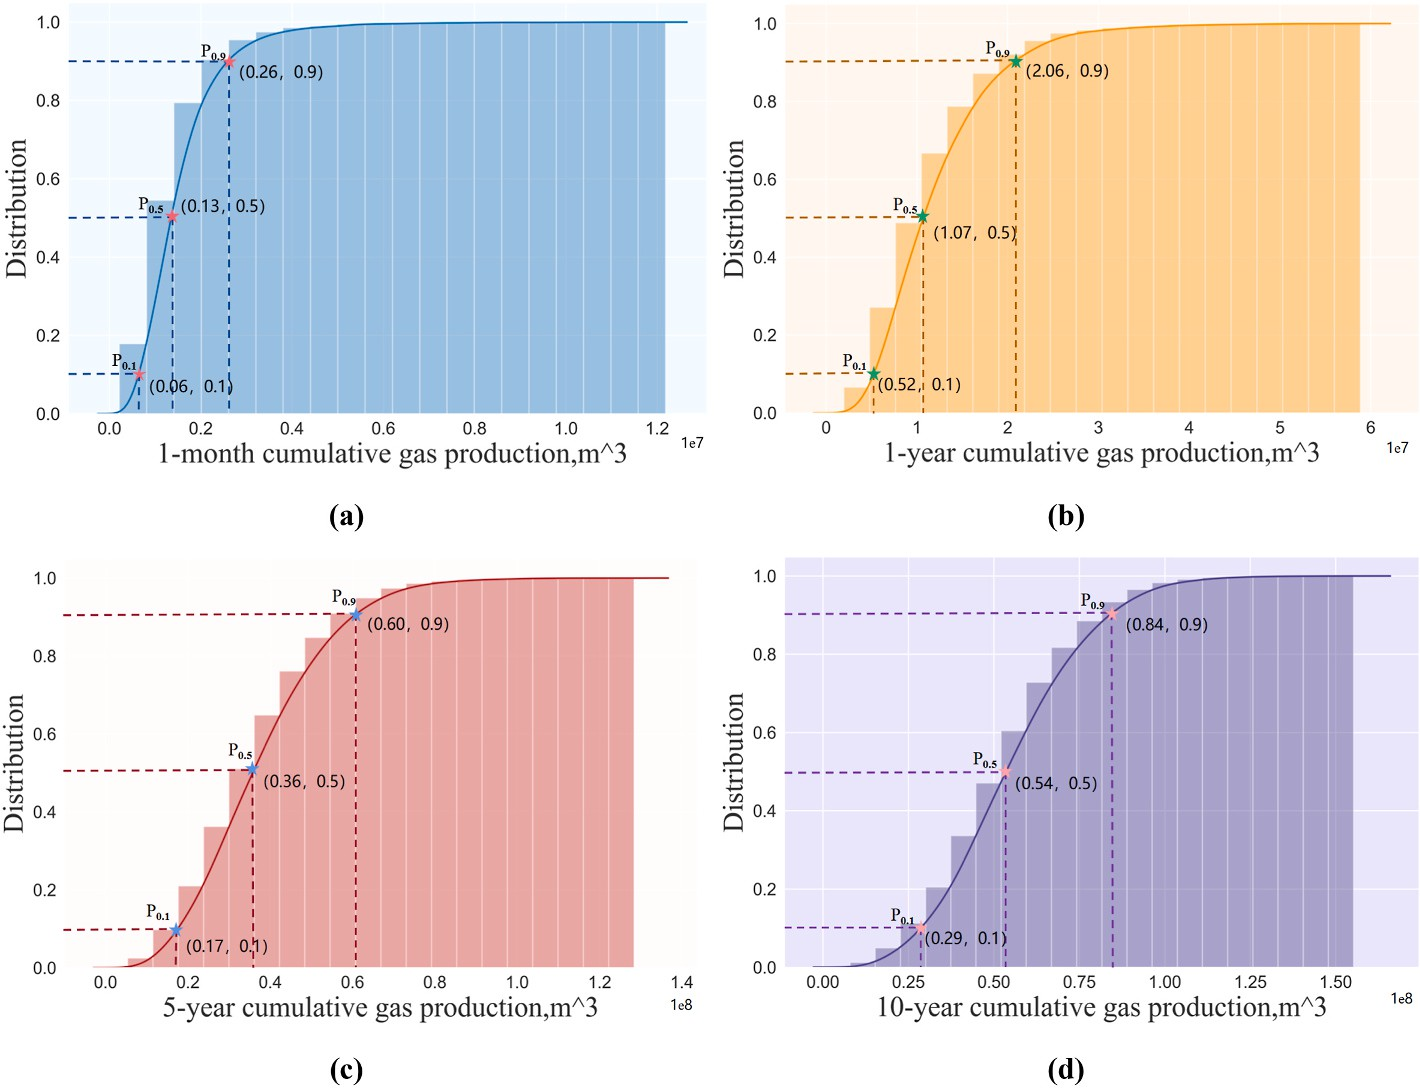 1.0
0.8
0.6
0.4
0.2
0.0
Distribution
P0.9
(0.26, 0.9)
P0.5
(0.13, 0.5)
P0.1
(0.06, 0.1)
0.0 0.2 0.4 0.6 0.8 1.0 1.2
1e7
1-month cumulative gas production,m^3
(a)
1.0
0.8
0.6
0.4
0.2
0.0
Distribution
P0.9
(2.06, 0.9)
P0.5
(1.07, 0.5)
P0.1
(0.52, 0.1)
0 1 2 3 4 5 6
1e7
1-year cumulative gas production,m^3
(b)
1.0
0.8
0.6
0.4
0.2
0.0
Distribution
P0.9
(0.60, 0.9)
P0.5
(0.36, 0.5)
P0.1
(0.17, 0.1)
0.0 0.2 0.4 0.6 0.8 1.0 1.2 1.4
1e8
5-year cumulative gas production,m^3
(c)
1.0
0.8
0.6
0.4
0.2
0.0
Distribution
P0.9
(0.84, 0.9)
P0.5
(0.54, 0.5)
P0.1
(0.29, 0.1)
0.00 0.25 0.50 0.75 1.00 1.25 1.50
1e8
10-year cumulative gas production,m^3
(d)